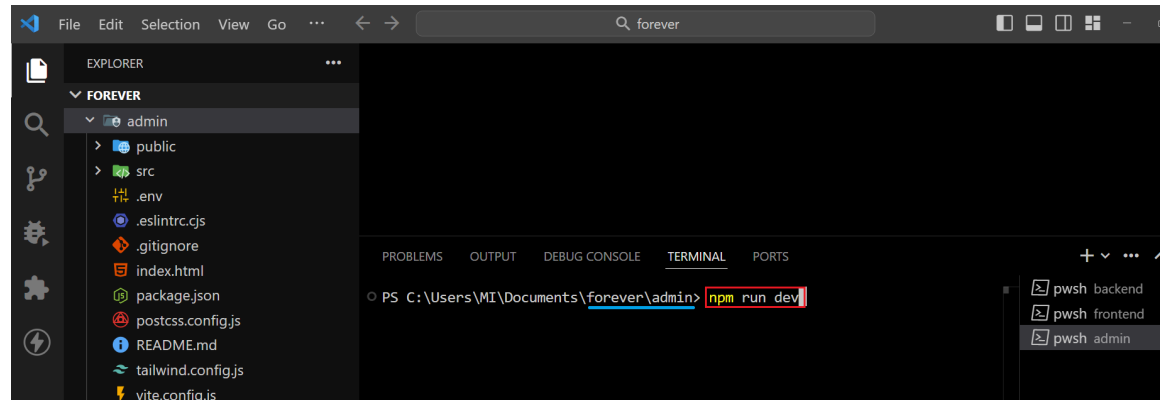 File Edit Selection View Go ··· forever
EXPLORER ···
FOREVER
admin
public
src
.env
.eslintrc.cjs
.gitignore
index.html
package.json
postcss.config.js
README.md
tailwind.config.js
vite.config.js
PROBLEMS OUTPUT DEBUG CONSOLE TERMINAL PORTS
PS C:\Users\MI\Documents\forever\admin> npm run dev
pwsh backend
pwsh frontend
pwsh admin